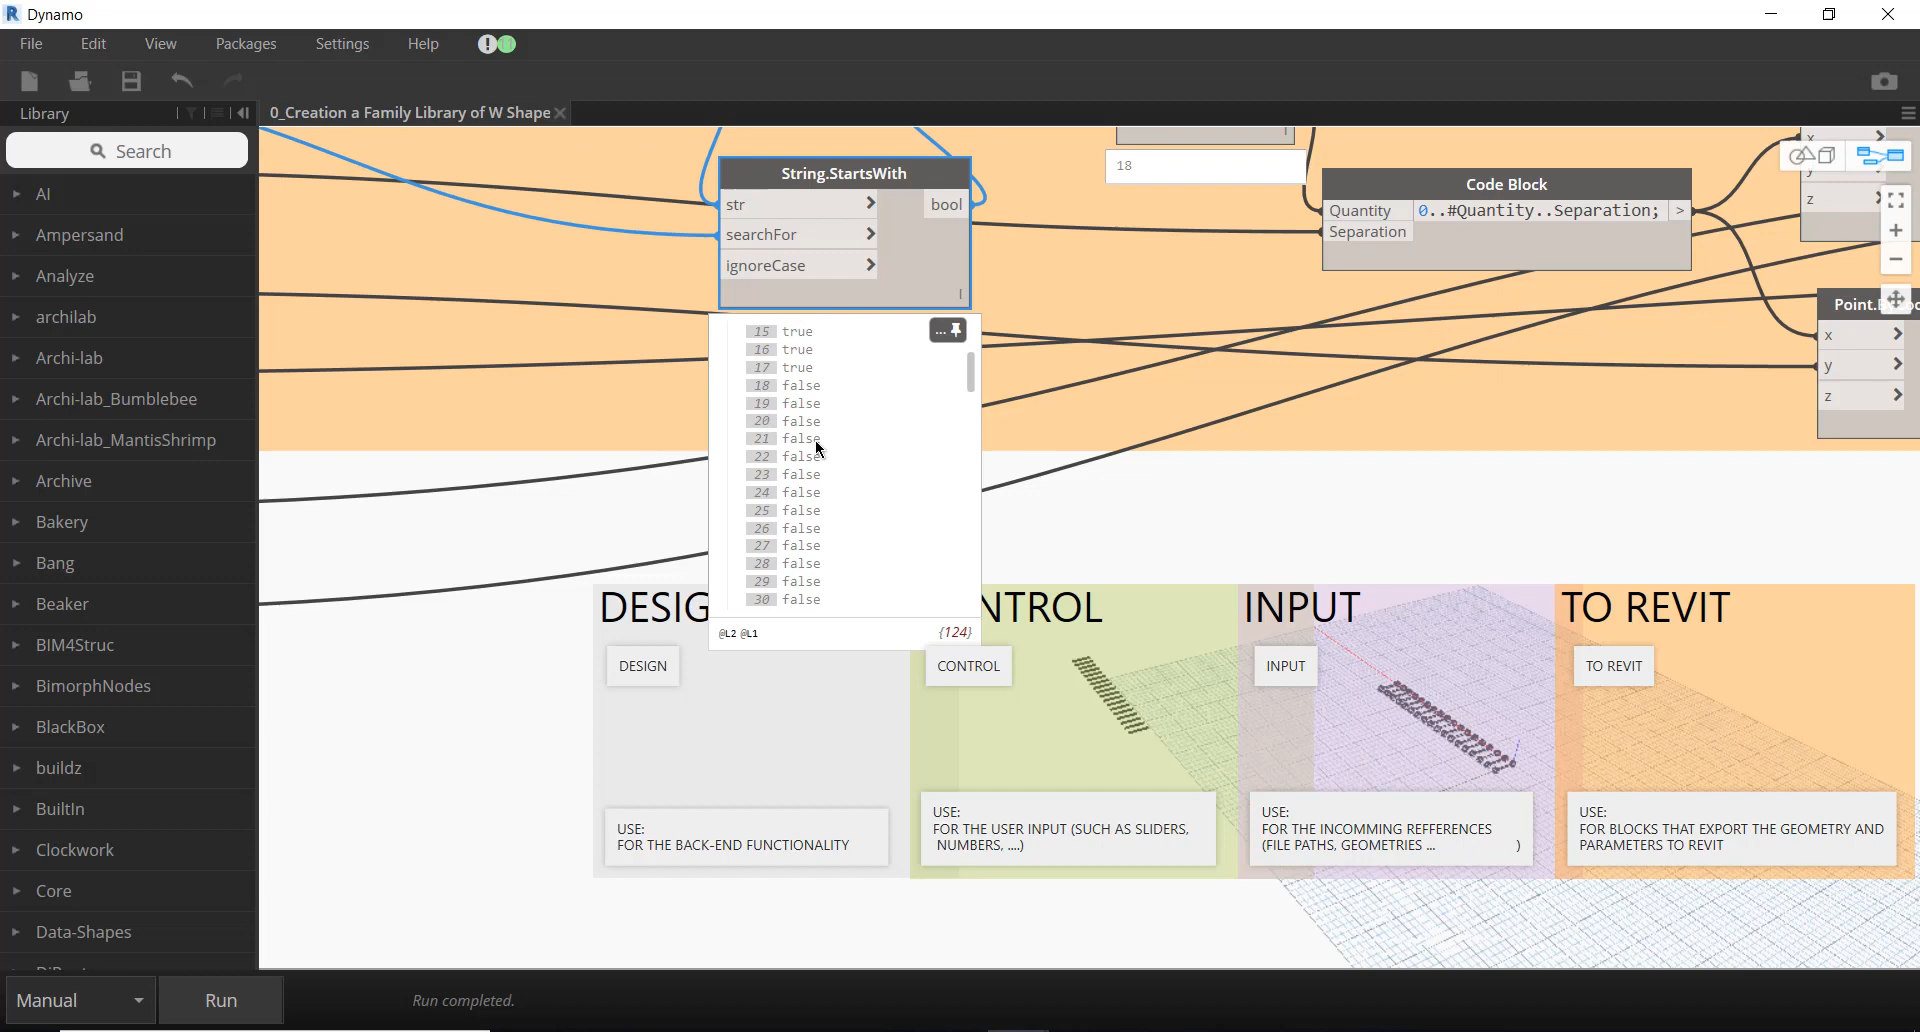 Dynamo
File Edit View Packages Settings Help
Library
0_Creation a Family Library of W Shape
Search
AI
Ampersand
Analyze
archilab
Archi-lab
Archi-lab_Bumblebee
Archi-lab_MantisShrimp
Archive
Bakery
Bang
Beaker
BIM4Struc
BimorphNodes
BlackBox
buildz
BuiltIn
Clockwork
Core
Data-Shapes
String.StartsWith
str
bool
searchFor
ignoreCase
15 true
16 true
17 true
18 false
19 false
20 false
21 false
22 false
23 false
24 false
25 false
26 false
27 false
28 false
29 false
30 false
@L2 @L1 {124}
18
Code Block
Quantity 0..#Quantity..Separation; >
Separation
x
y
z
Point.
x
y
z
DESIG
DESIGN
USE:
FOR THE BACK-END FUNCTIONALITY
NTROL
CONTROL
USE:
FOR THE USER INPUT (SUCH AS SLIDERS,
NUMBERS, ....)
INPUT
INPUT
USE:
FOR THE INCOMMING REFFERENCES
(FILE PATHS, GEOMETRIES ... )
TO REVIT
TO REVIT
USE:
FOR BLOCKS THAT EXPORT THE GEOMETRY AND
PARAMETERS TO REVIT
Manual
Run
Run completed.